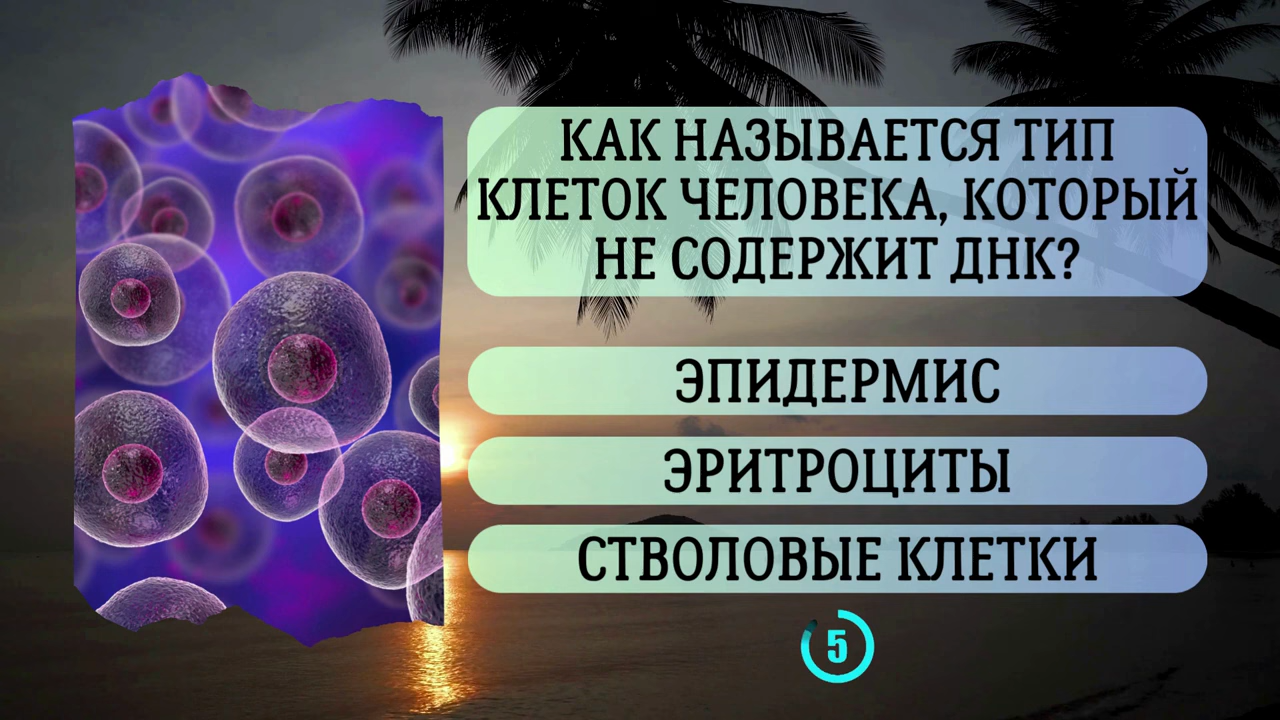 КАК НАЗЫВАЕТСЯ ТИП
КЛЕТОК ЧЕЛОВЕКА, КОТОРЫЙ
НЕ СОДЕРЖИТ ДНК?
ЭПИДЕРМИС
ЭРИТРОЦИТЫ
СТВОЛОВЫЕ КЛЕТКИ
5